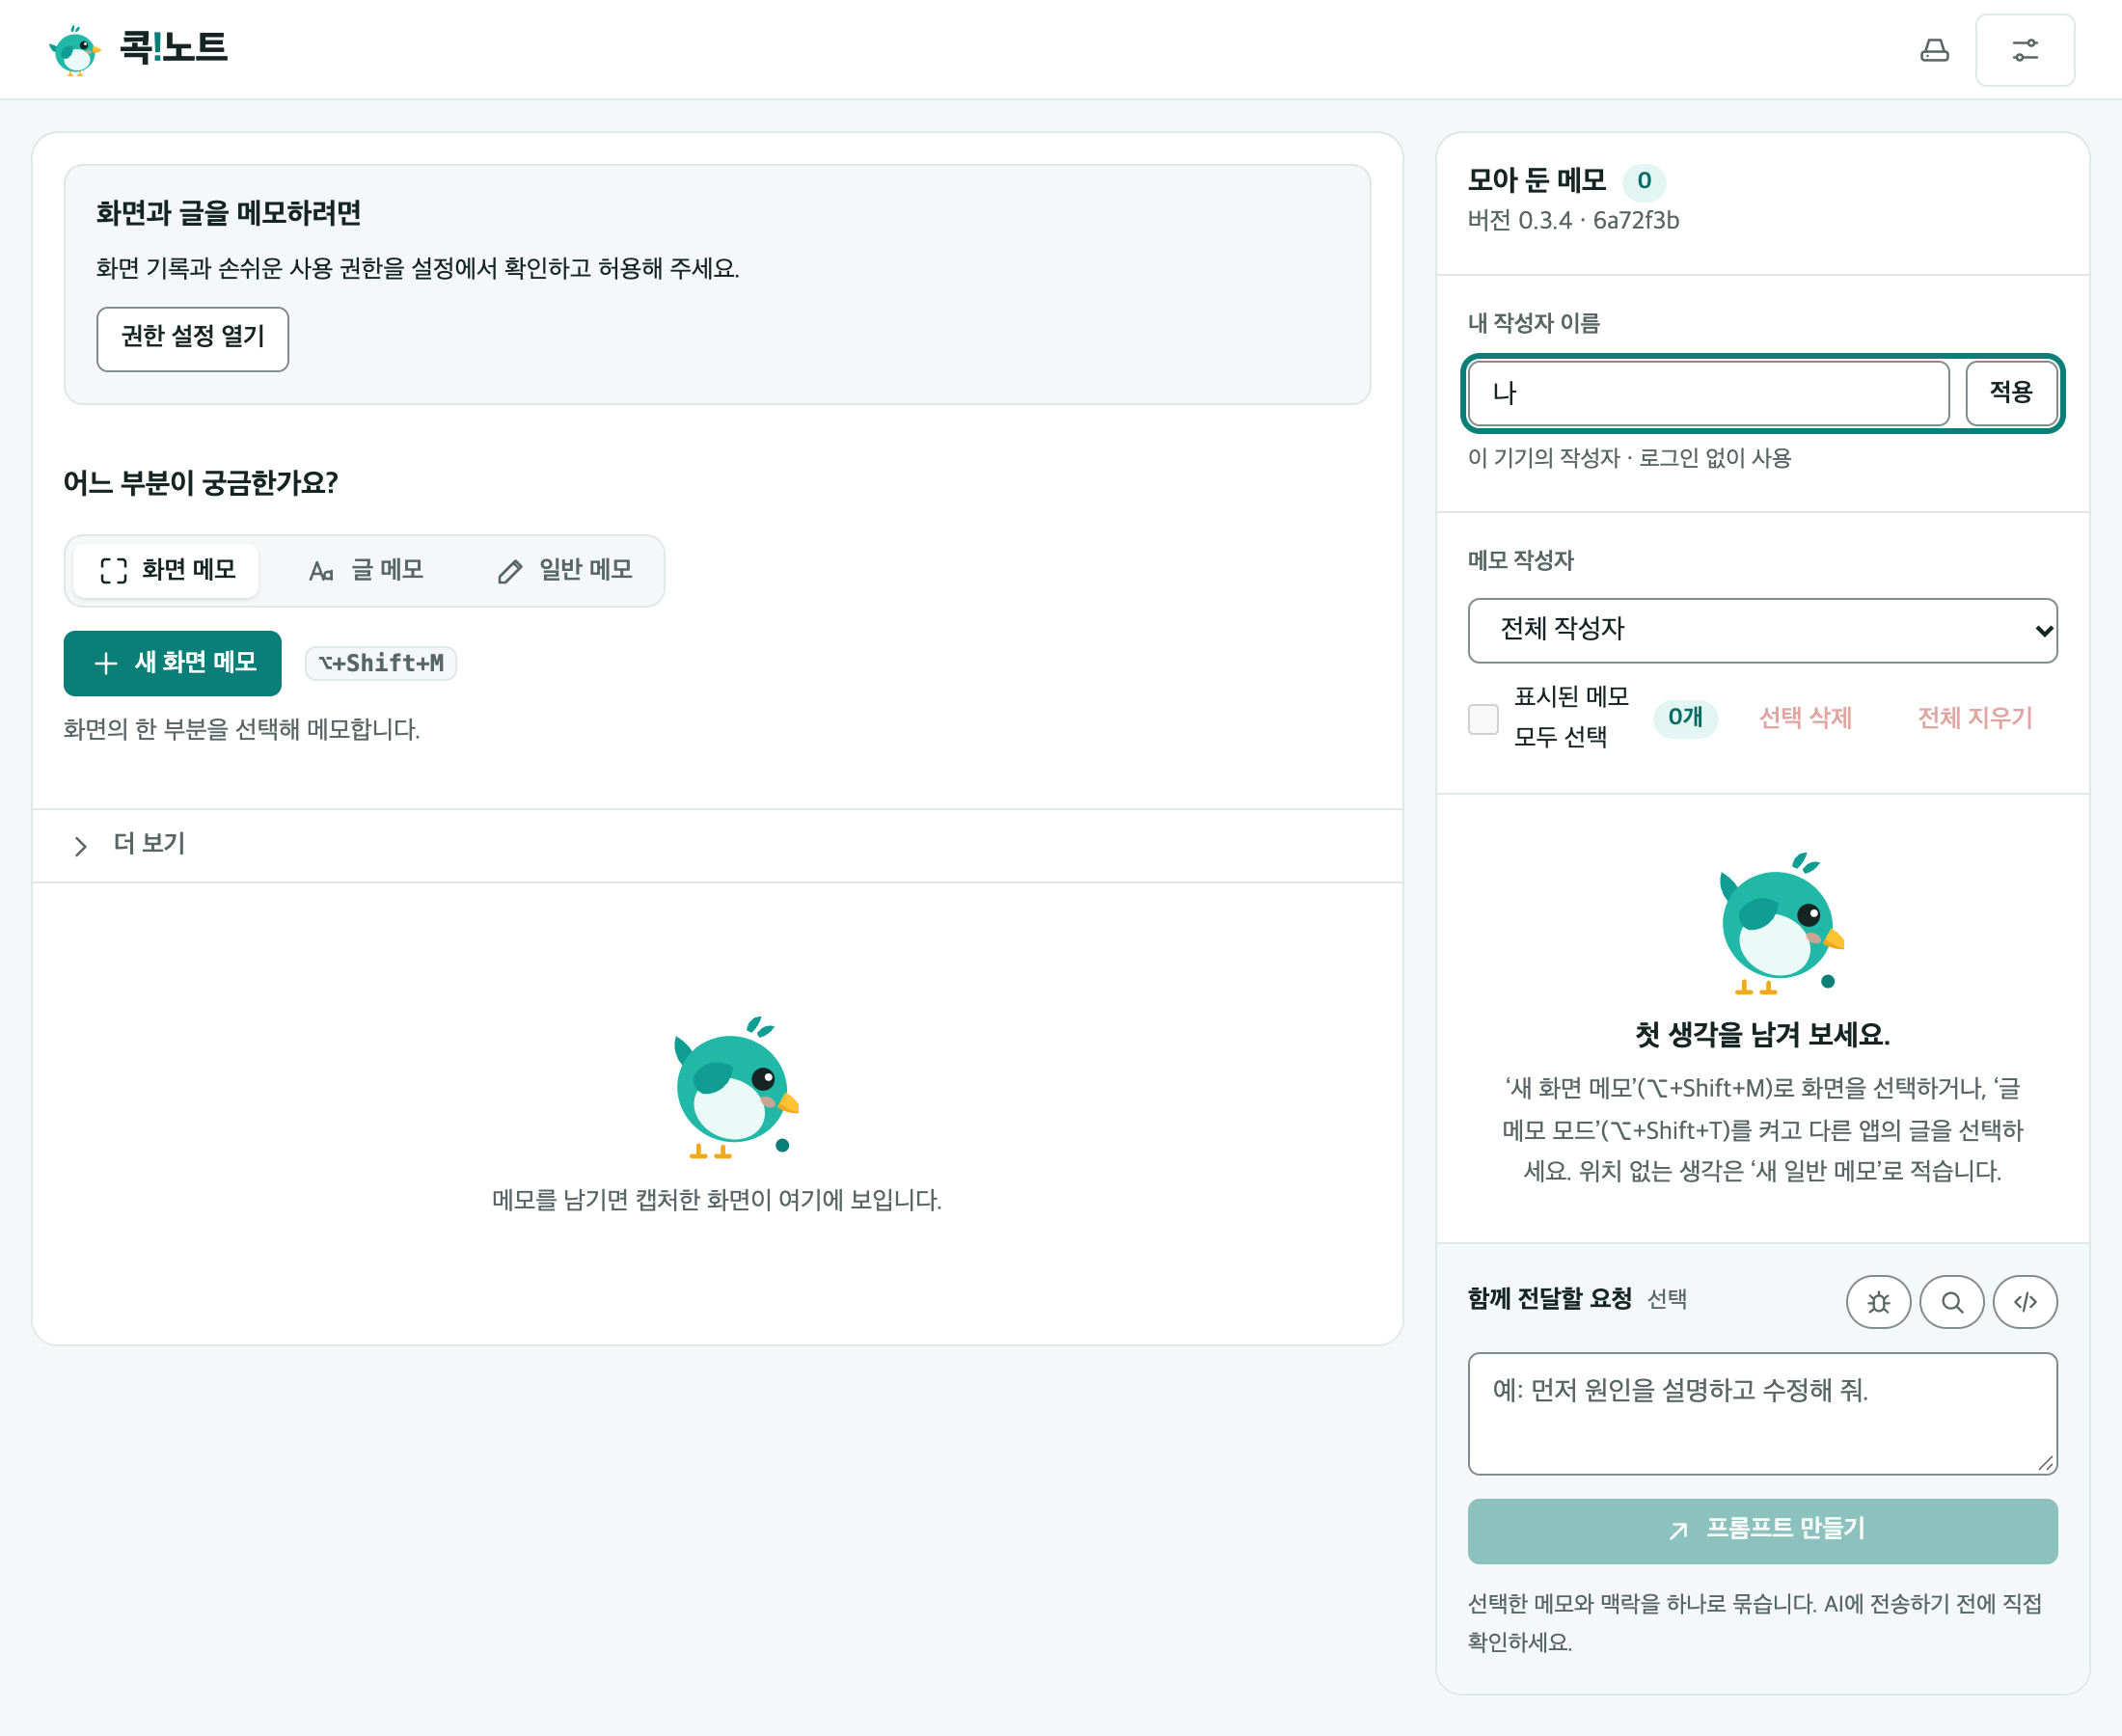 콕!노트
화면과 글을 메모하려면
화면 기록과 손쉬운 사용 권한을 설정에서 확인하고 허용해 주세요.
권한 설정 열기
어느 부분이 궁금한가요?
화면 메모
글 메모
일반 메모
새 화면 메모
⌥+Shift+M
화면의 한 부분을 선택해 메모합니다.
더 보기
메모를 남기면 캡처한 화면이 여기에 보입니다.
모아 둔 메모 0
버전 0.3.4 · 6a72f3b
내 작성자 이름
나
적용
이 기기의 작성자 · 로그인 없이 사용
메모 작성자
전체 작성자
표시된 메모
모두 선택
0개
선택 삭제
전체 지우기
첫 생각을 남겨 보세요.
‘새 화면 메모’(⌥+Shift+M)로 화면을 선택하거나, ‘글
메모 모드’(⌥+Shift+T)를 켜고 다른 앱의 글을 선택하
세요. 위치 없는 생각은 ‘새 일반 메모’로 적습니다.
함께 전달할 요청 선택
예: 먼저 원인을 설명하고 수정해 줘.
프롬프트 만들기
선택한 메모와 맥락을 하나로 묶습니다. AI에 전송하기 전에 직접
확인하세요.